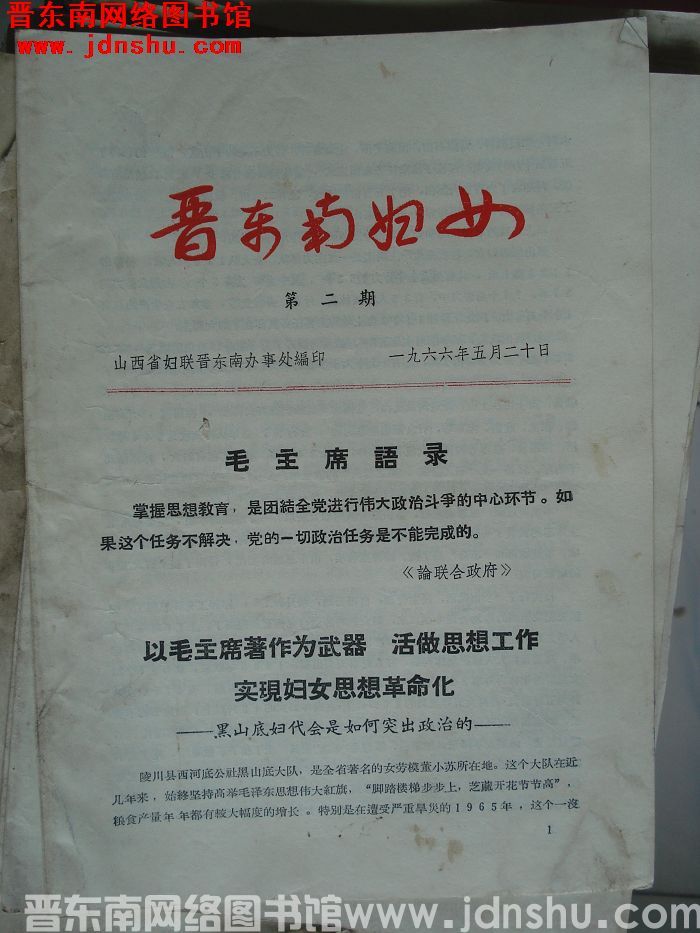 晋东南网络图书馆
www.jdnshu.com
晋东南妇女
第二期
山西省妇联晋东南办事处編印 一九六六年五月二十日
毛主席語录
掌握思想敎育，是团結全党进行伟大政治斗爭的中心环节。如
果这个任务不解决，党的一切政治任务是不能完成的。
《論联合政府》
以毛主席著作为武器 活做思想工作
实現妇女思想革命化
——黑山底妇代会是如何突出政治的——
陵川县西河底公社黑山底大队，是全省著名的女劳模董小苏所在地。这个大队在近
几年来，始終坚持高举毛泽东思想伟大紅旗，“脚踏楼梯步步上，芝蔴开花节节高”，
粮食产量年年都有較大幅度的增长。特別是在遭受严重旱灾的1965年，这个一沒
1
晋东南网络图书馆www.jdnshu.com